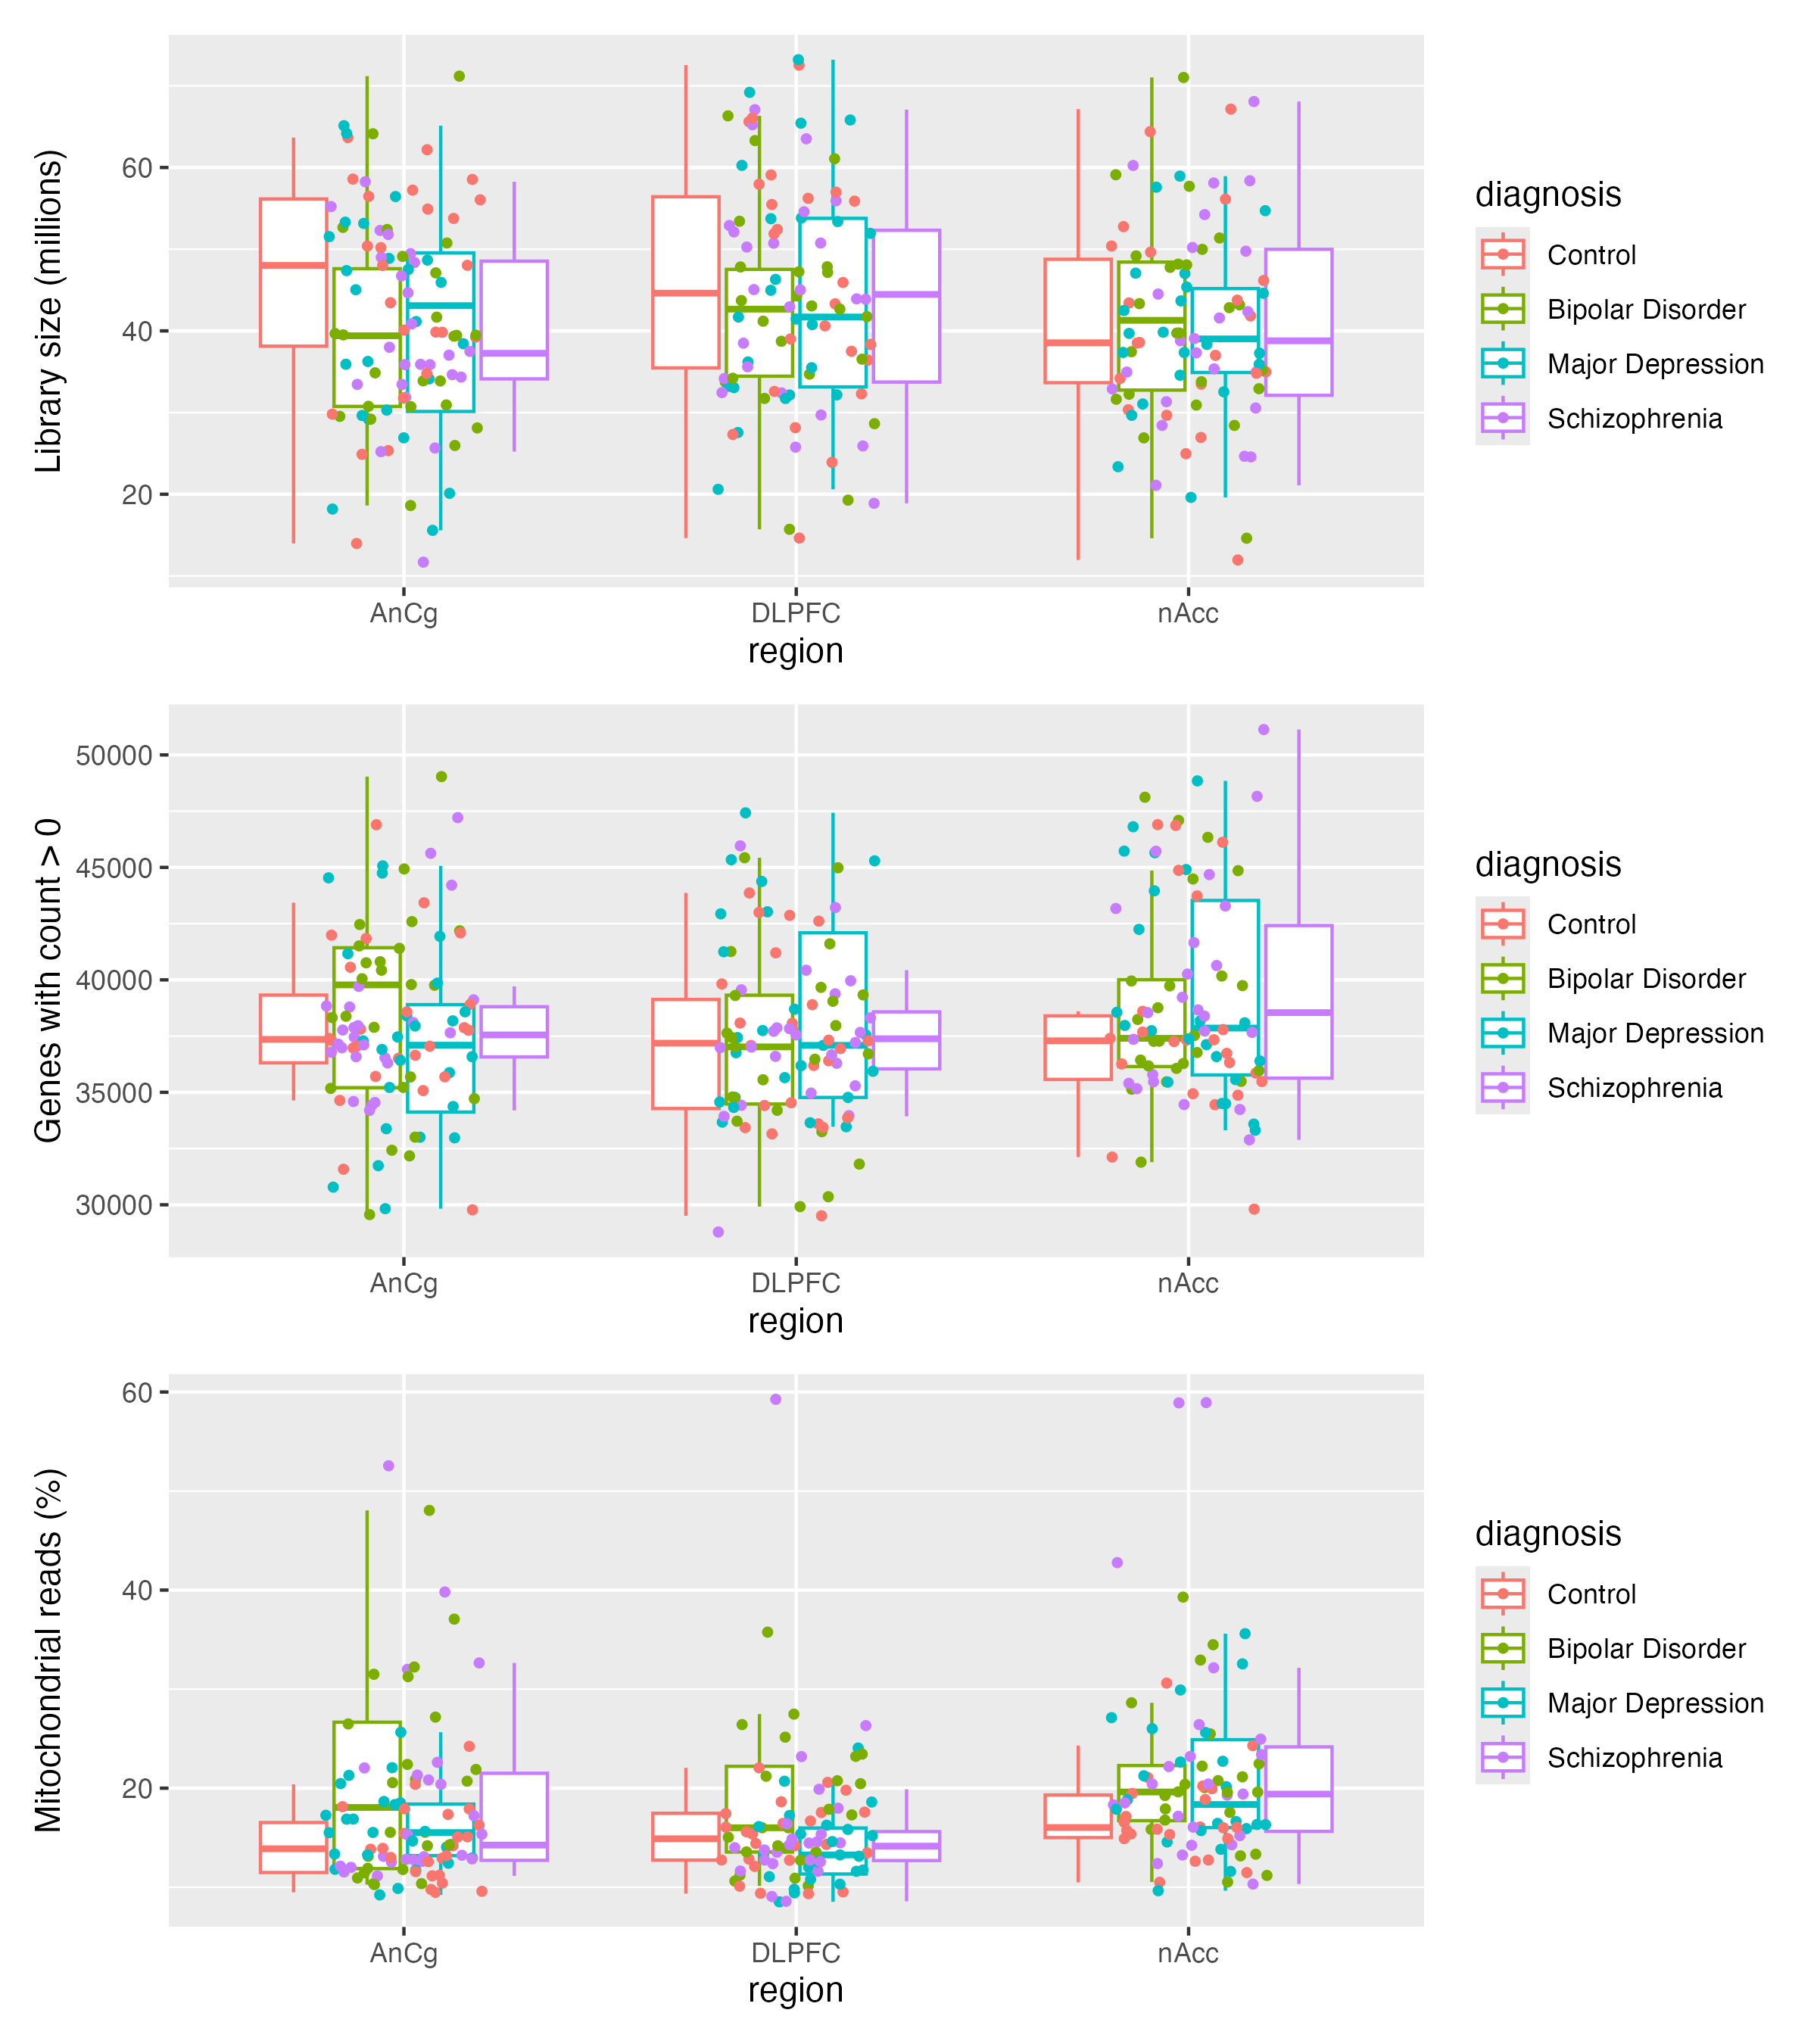 Library size (millions)
60
40
20
AnCg
DLPFC
nAcc
region
diagnosis
Control
Bipolar Disorder
Major Depression
Schizophrenia
Genes with count > 0
50000
45000
40000
35000
30000
AnCg
DLPFC
nAcc
region
diagnosis
Control
Bipolar Disorder
Major Depression
Schizophrenia
Mitochondrial reads (%)
60
40
20
AnCg
DLPFC
nAcc
region
diagnosis
Control
Bipolar Disorder
Major Depression
Schizophrenia